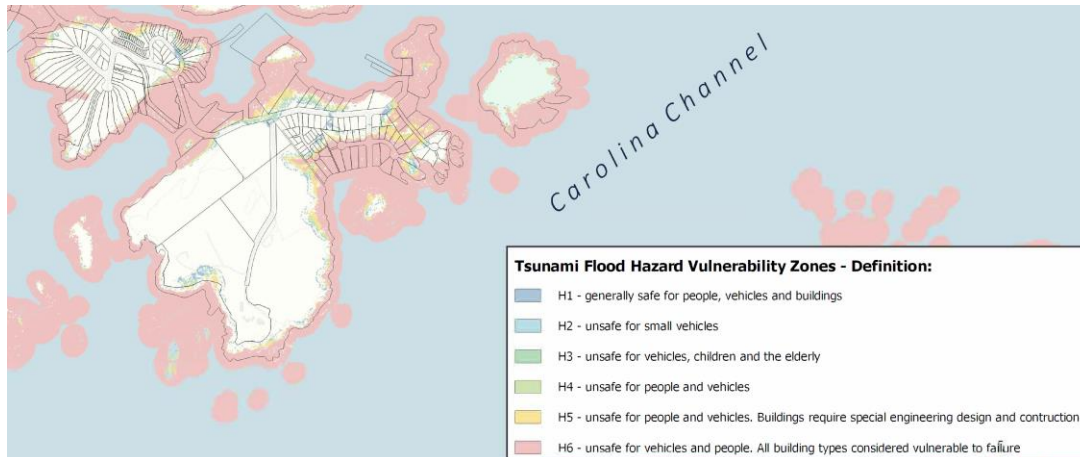 Carolina Channel
Tsunami Flood Hazard Vulnerability Zones - Definition:
H1 - generally safe for people, vehicles and buildings
H2 - unsafe for small vehicles
H3 - unsafe for vehicles, children and the elderly
H4 - unsafe for people and vehicles
H5 - unsafe for people and vehicles. Buildings require special engineering design and contruction
H6 - unsafe for vehicles and people. All building types considered vulnerable to failure